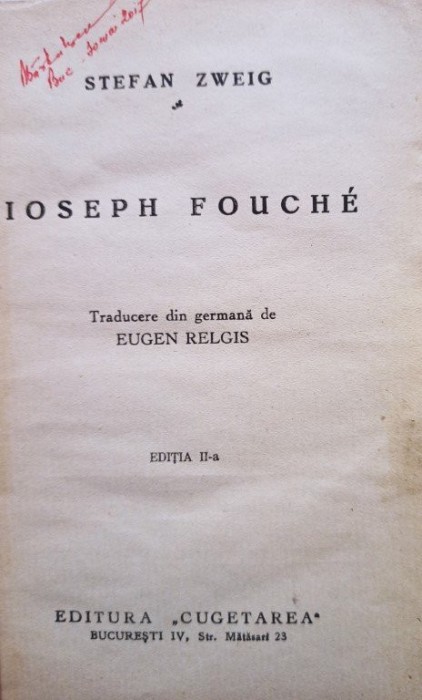 STEFAN ZWEIG
IOSEPH FOUCHÉ
Traducere din germană de
EUGEN RELGIS
EDIȚIA II-a
EDITURA „CUGETAREA“
BUCUREȘTI IV, Str. Mătăsari 23